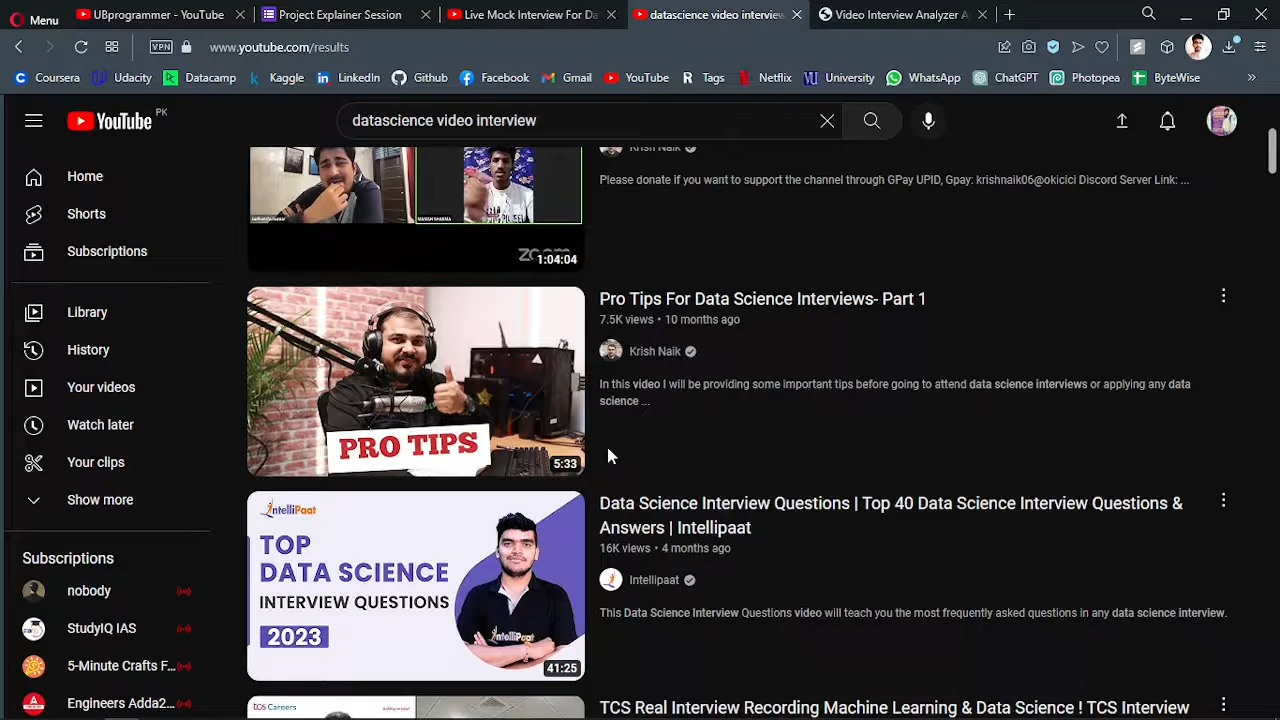 Menu
UBprogrammer - YouTube
Project Explainer Session
Live Mock Interview For Da
datascience video interview
Video Interview Analyzer Ap
VPN
www.youtube.com/results
Coursera
Udacity
Datacamp
Kaggle
LinkedIn
Github
Facebook
Gmail
YouTube
Tags
Netflix
University
WhatsApp
ChatGPT
Photopea
ByteWise
YouTube PK
datascience video interview
Home
Shorts
Subscriptions
Library
History
Your videos
Watch later
Your clips
Show more
Subscriptions
nobody
StudyIQ IAS
5-Minute Crafts F...
Engineers Adda2...
MANISH SHARMA
zoom
1:04:04
Krish Naik
Please donate if you want to support the channel through GPay UPID, Gpay: krishnaik06@okicici Discord Server Link: ...
PRO TIPS
5:33
Pro Tips For Data Science Interviews- Part 1
7.5K views • 10 months ago
Krish Naik
In this video I will be providing some important tips before going to attend data science interviews or applying any data
science ...
IntelliPaat
TOP
DATA SCIENCE
INTERVIEW QUESTIONS
2023
IntelliPaat
41:25
Data Science Interview Questions | Top 40 Data Science Interview Questions &
Answers | Intellipaat
16K views • 4 months ago
Intellipaat
This Data Science Interview Questions video will teach you the most frequently asked questions in any data science interview.
tcs Careers
TCS Real Interview Recording Machine Learning & Data Science ! TCS Interview